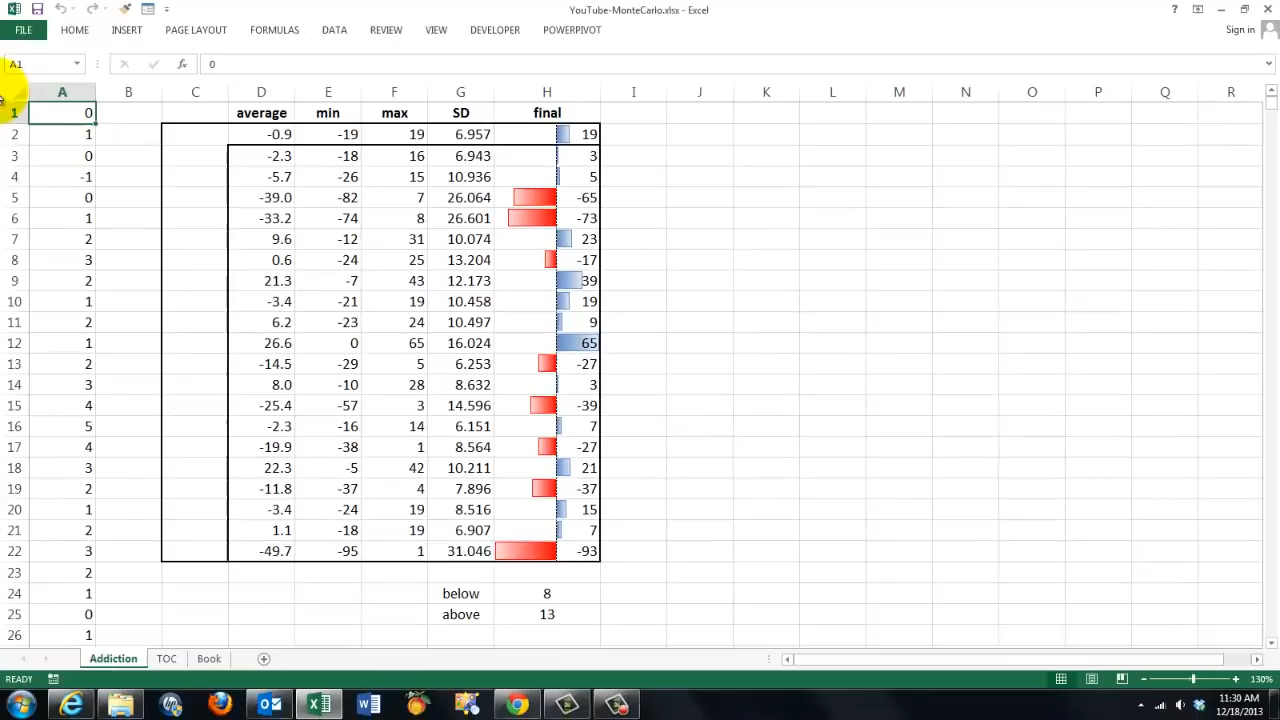 YouTube-MonteCarlo.xlsx - Excel
FILE HOME INSERT PAGE LAYOUT FORMULAS DATA REVIEW VIEW DEVELOPER POWERPIVOT Sign in
A1 fx 0
A B C D E F G H I J K L M N O P Q R
1 0 average min max SD final
2 1 -0.9 -19 19 6.957 19
3 0 -2.3 -18 16 6.943 3
4 -1 -5.7 -26 15 10.936 5
5 0 -39.0 -82 7 26.064 -65
6 1 -33.2 -74 8 26.601 -73
7 2 9.6 -12 31 10.074 23
8 3 0.6 -24 25 13.204 -17
9 2 21.3 -7 43 12.173 39
10 1 -3.4 -21 19 10.458 19
11 2 6.2 -23 24 10.497 9
12 1 26.6 0 65 16.024 65
13 2 -14.5 -29 5 6.253 -27
14 3 8.0 -10 28 8.632 3
15 4 -25.4 -57 3 14.596 -39
16 5 -2.3 -16 14 6.151 7
17 4 -19.9 -38 1 8.564 -27
18 3 22.3 -5 42 10.211 21
19 2 -11.8 -37 4 7.896 -37
20 1 -3.4 -24 19 8.516 15
21 2 1.1 -18 19 6.907 7
22 3 -49.7 -95 1 31.046 -93
23 2
24 1 below 8
25 0 above 13
26 1
Addiction TOC Book
READY 130%
11:30 AM
12/18/2013